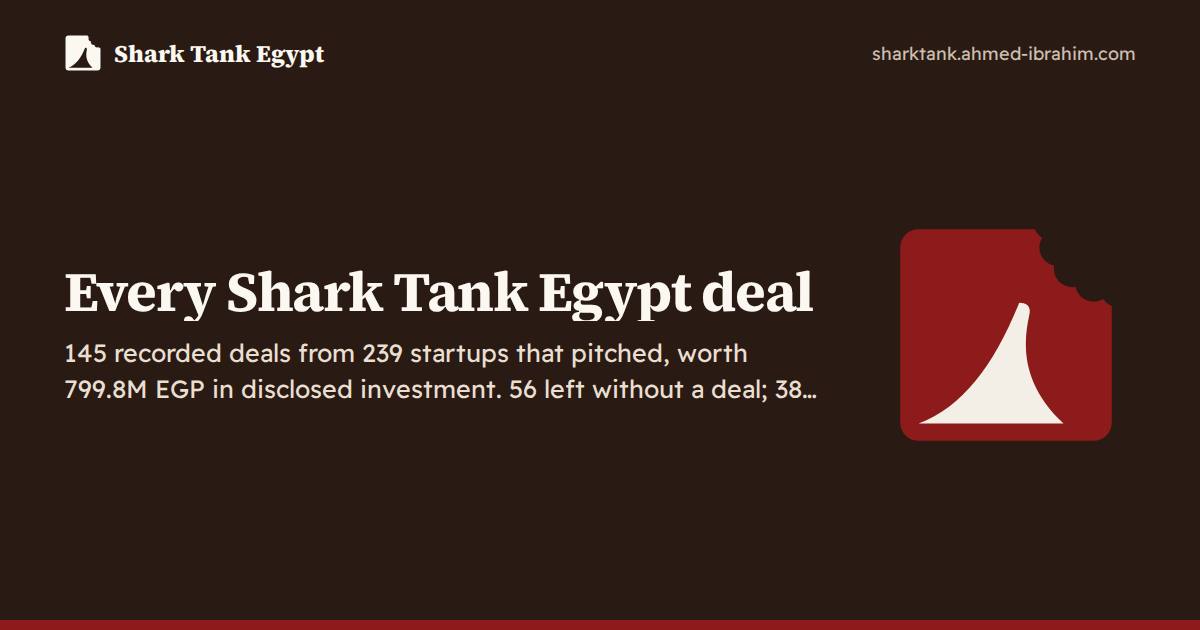 Shark Tank Egypt
sharktank.ahmed-ibrahim.com
Every Shark Tank Egypt deal
145 recorded deals from 239 startups that pitched, worth
799.8M EGP in disclosed investment. 56 left without a deal; 38…